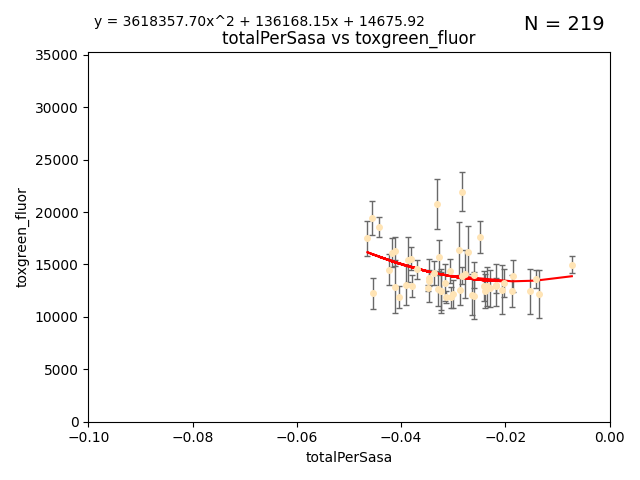 y = 3618357.70x^2 + 136168.15x + 14675.92
N = 219
totalPerSasa vs toxgreen_fluor
35000
30000
25000
20000
15000
10000
5000
0
toxgreen_fluor
−0.10
−0.08
−0.06
−0.04
−0.02
0.00
totalPerSasa